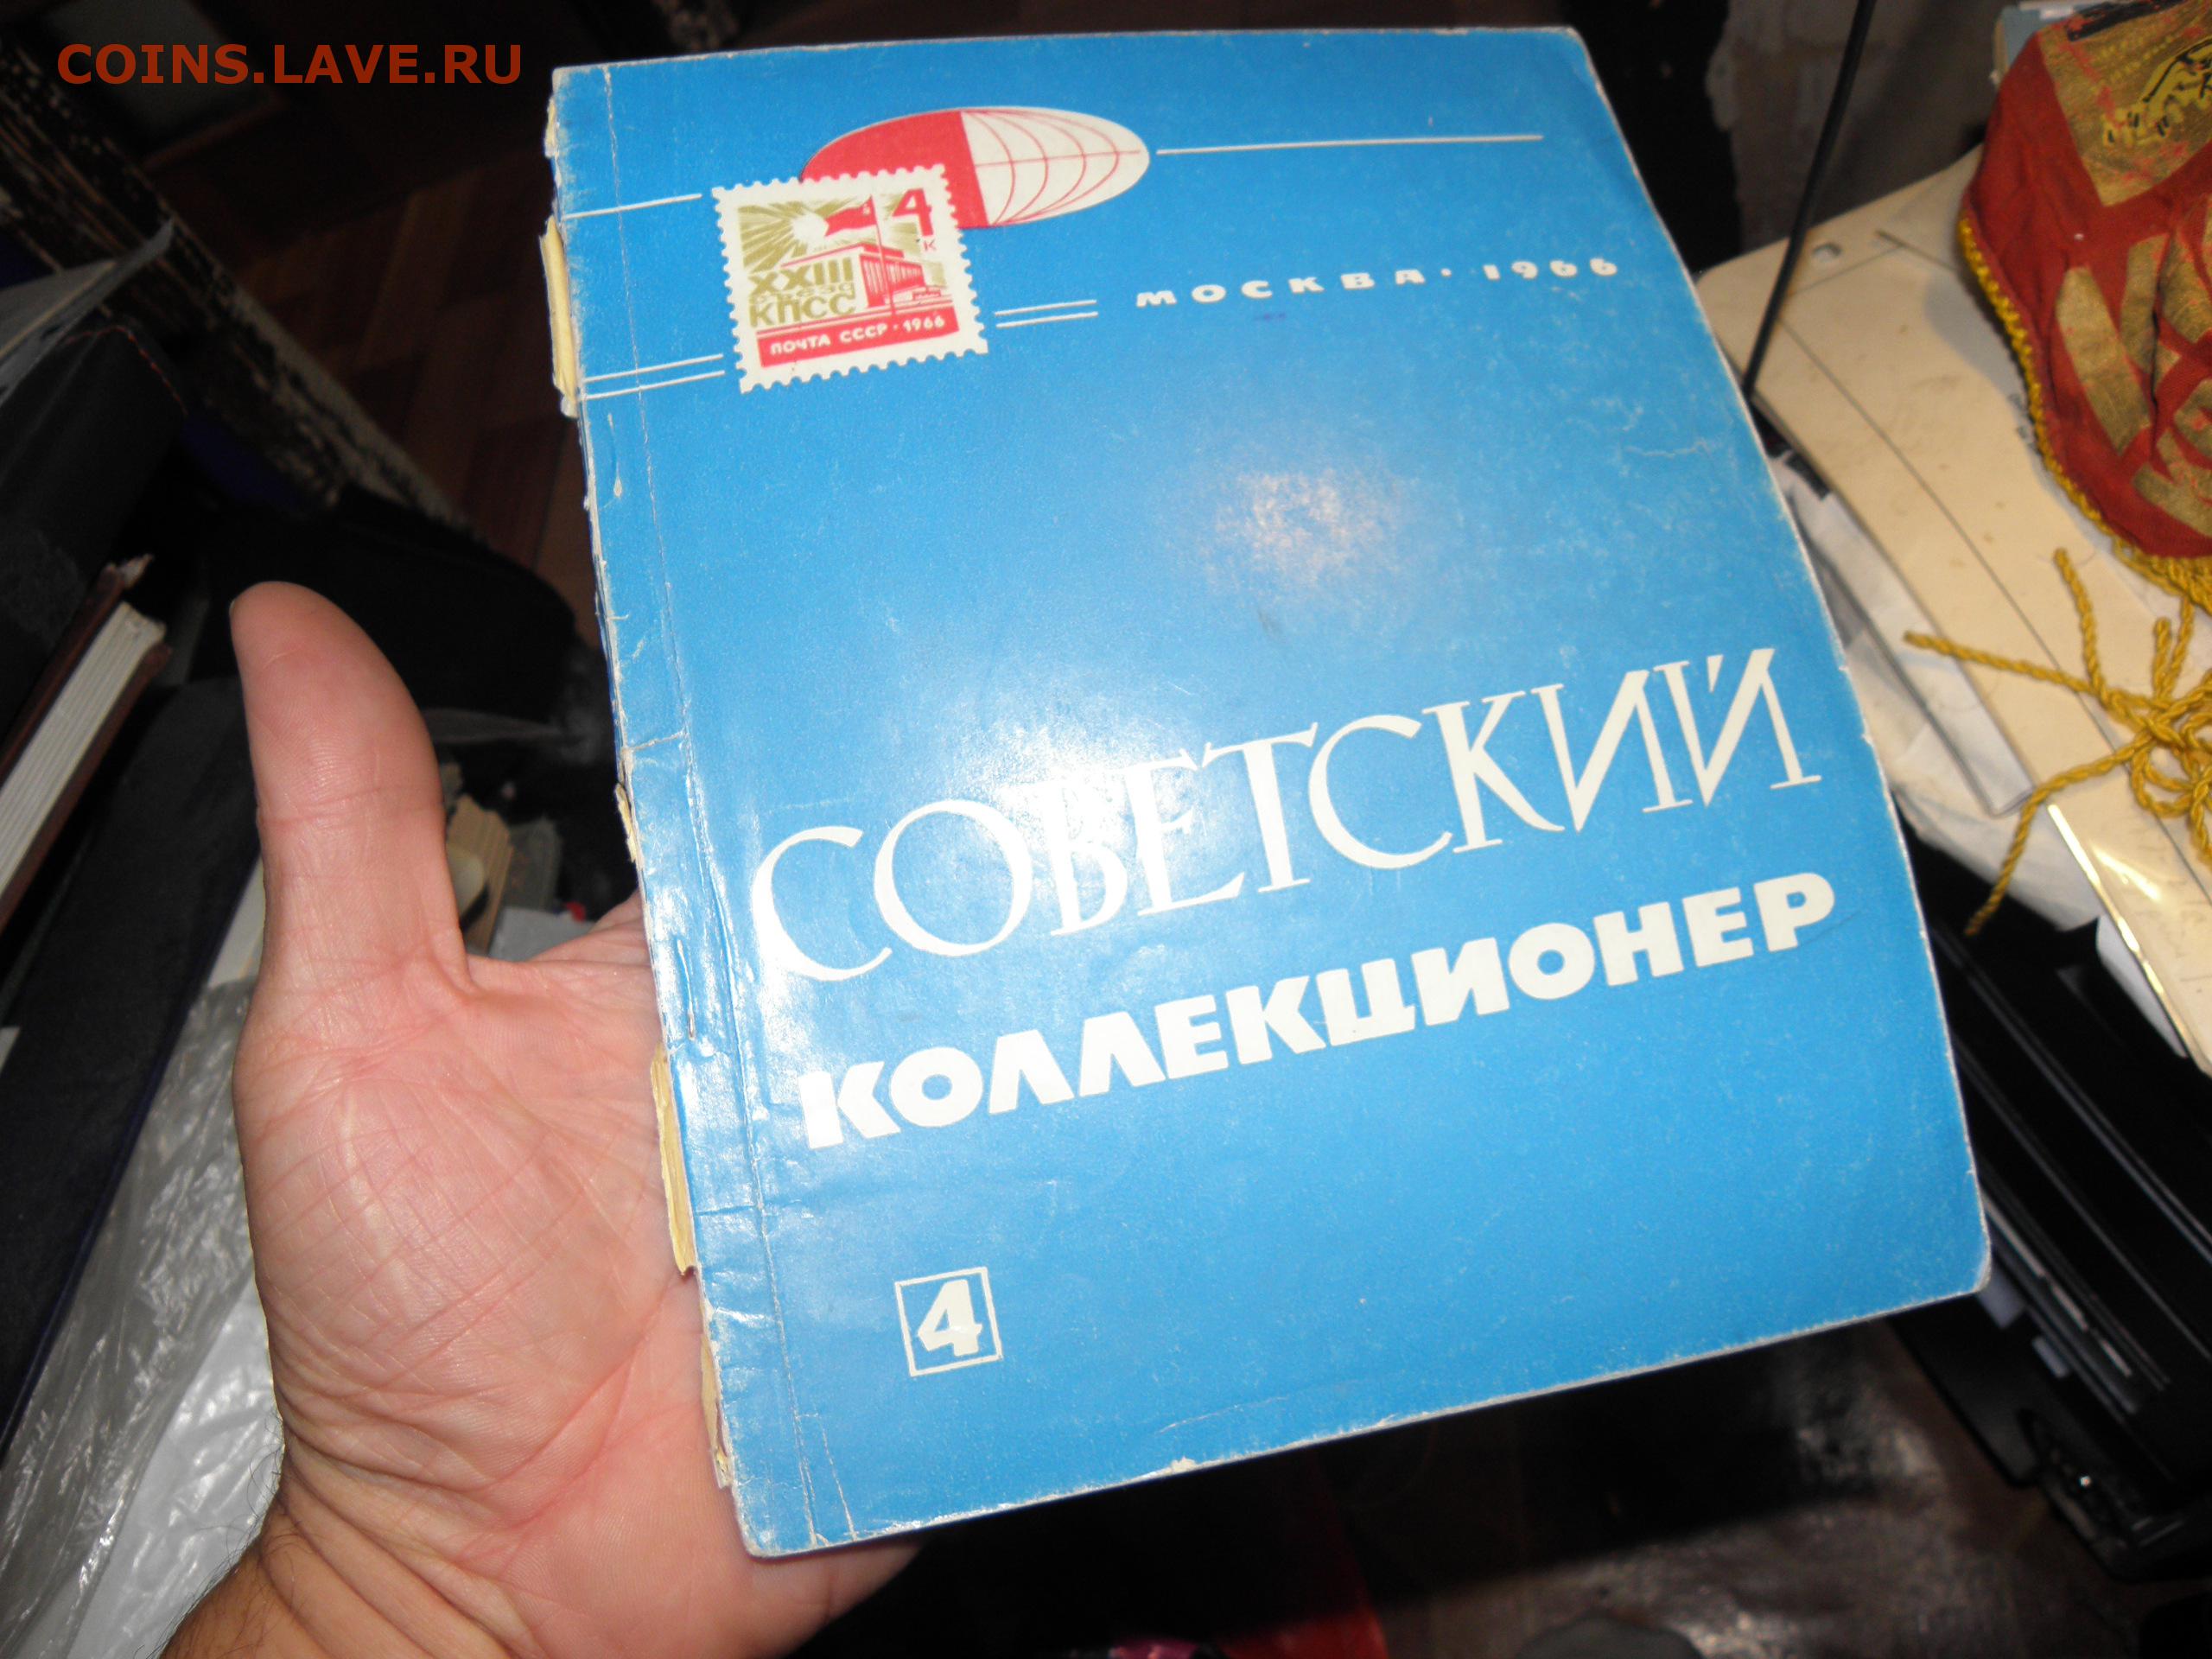 COINS.LAVE.RU
4
К
XXIII
СЪЕЗД
КПСС
ПОЧТА СССР · 1966
МОСКВА · 1966
СОВЕТСКИЙ
КОЛЛЕКЦИОНЕР
4